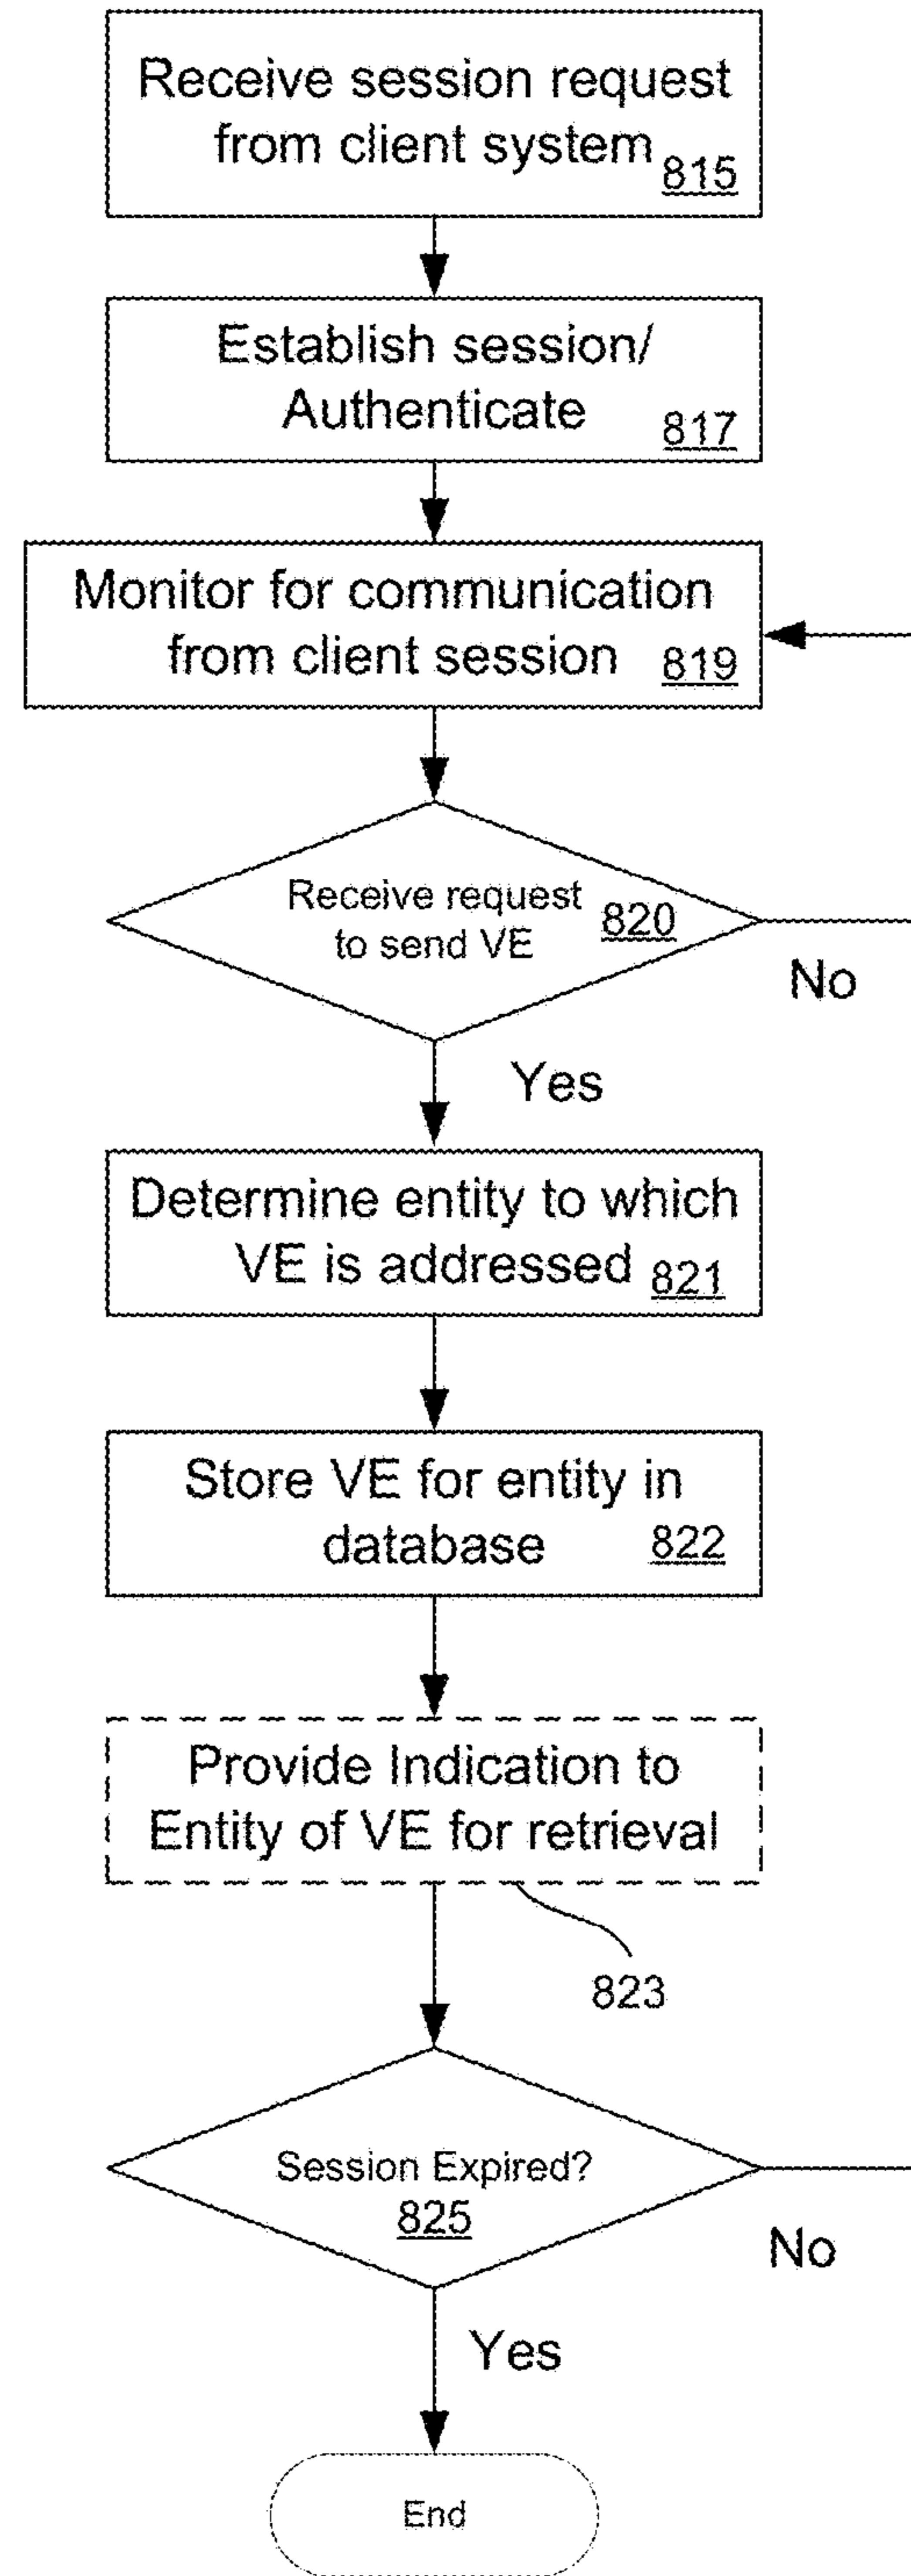 Receive session request
from client system 815
Establish session/
Authenticate 817
Monitor for communication
from client session 819
Receive request
to send VE 820
No
Yes
Determine entity to which
VE is addressed 821
Store VE for entity in
database 822
Provide Indication to
Entity of VE for retrieval
823
Session Expired?
825
No
Yes
End